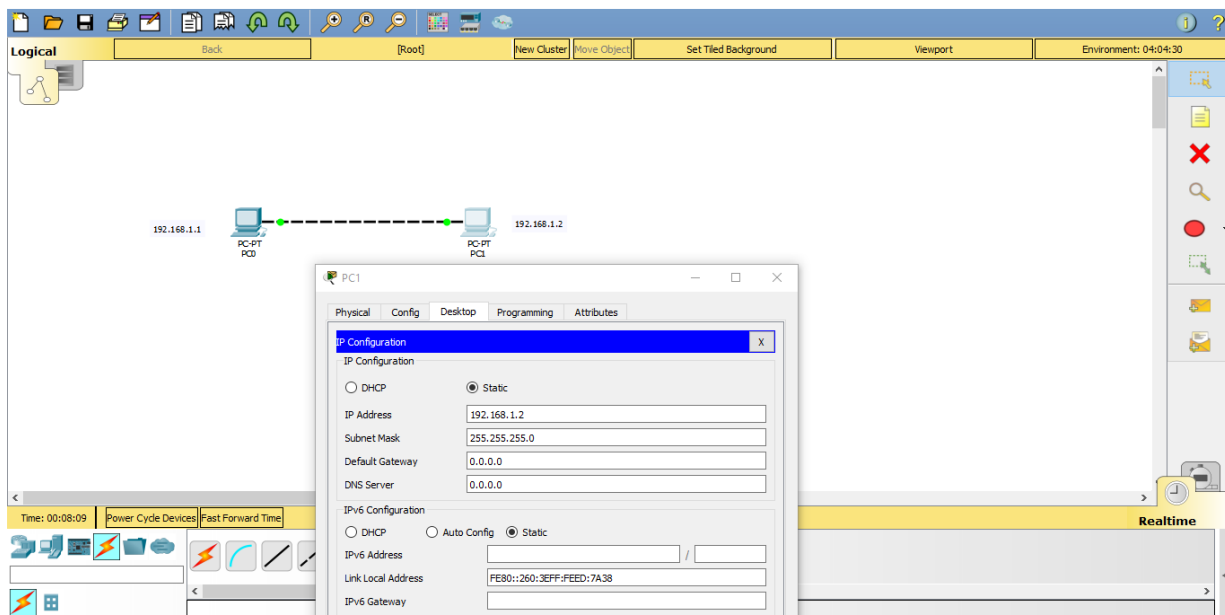 Logical
Back
[Root]
New Cluster
Move Object
Set Tiled Background
Viewport
Environment: 04:04:30
192.168.1.1
PC-PT
PC0
PC-PT
PC1
192.168.1.2
PC1
Physical
Config
Desktop
Programming
Attributes
IP Configuration
X
IP Configuration
DHCP
Static
IP Address
192.168.1.2
Subnet Mask
255.255.255.0
Default Gateway
0.0.0.0
DNS Server
0.0.0.0
IPv6 Configuration
DHCP
Auto Config
Static
IPv6 Address
/
Link Local Address
FE80::260:3EFF:FEED:7A38
IPv6 Gateway
Time: 00:08:09
Power Cycle Devices
Fast Forward Time
Realtime